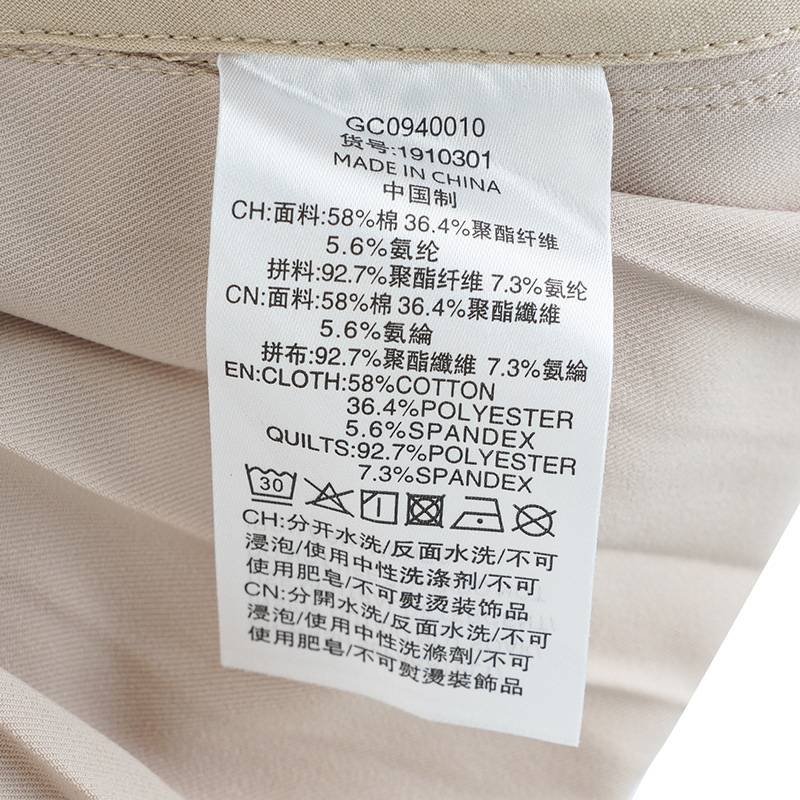 GC0940010
货号:1910301
MADE IN CHINA
中国制
CH:面料:58%棉 36.4%聚酯纤维
5.6%氨纶
拼料:92.7%聚酯纤维 7.3%氨纶
CN:面料:58%棉 36.4%聚酯纖維
5.6%氨綸
拼布:92.7%聚酯纖維 7.3%氨綸
EN:CLOTH:58%COTTON
36.4%POLYESTER
5.6%SPANDEX
QUILTS:92.7%POLYESTER
7.3%SPANDEX
30
CH:分开水洗/反面水洗/不可
浸泡/使用中性洗涤剂/不可
使用肥皂/不可熨烫装饰品
CN:分開水洗/反面水洗/不可
浸泡/使用中性洗滌劑/不可
使用肥皂/不可熨燙裝飾品